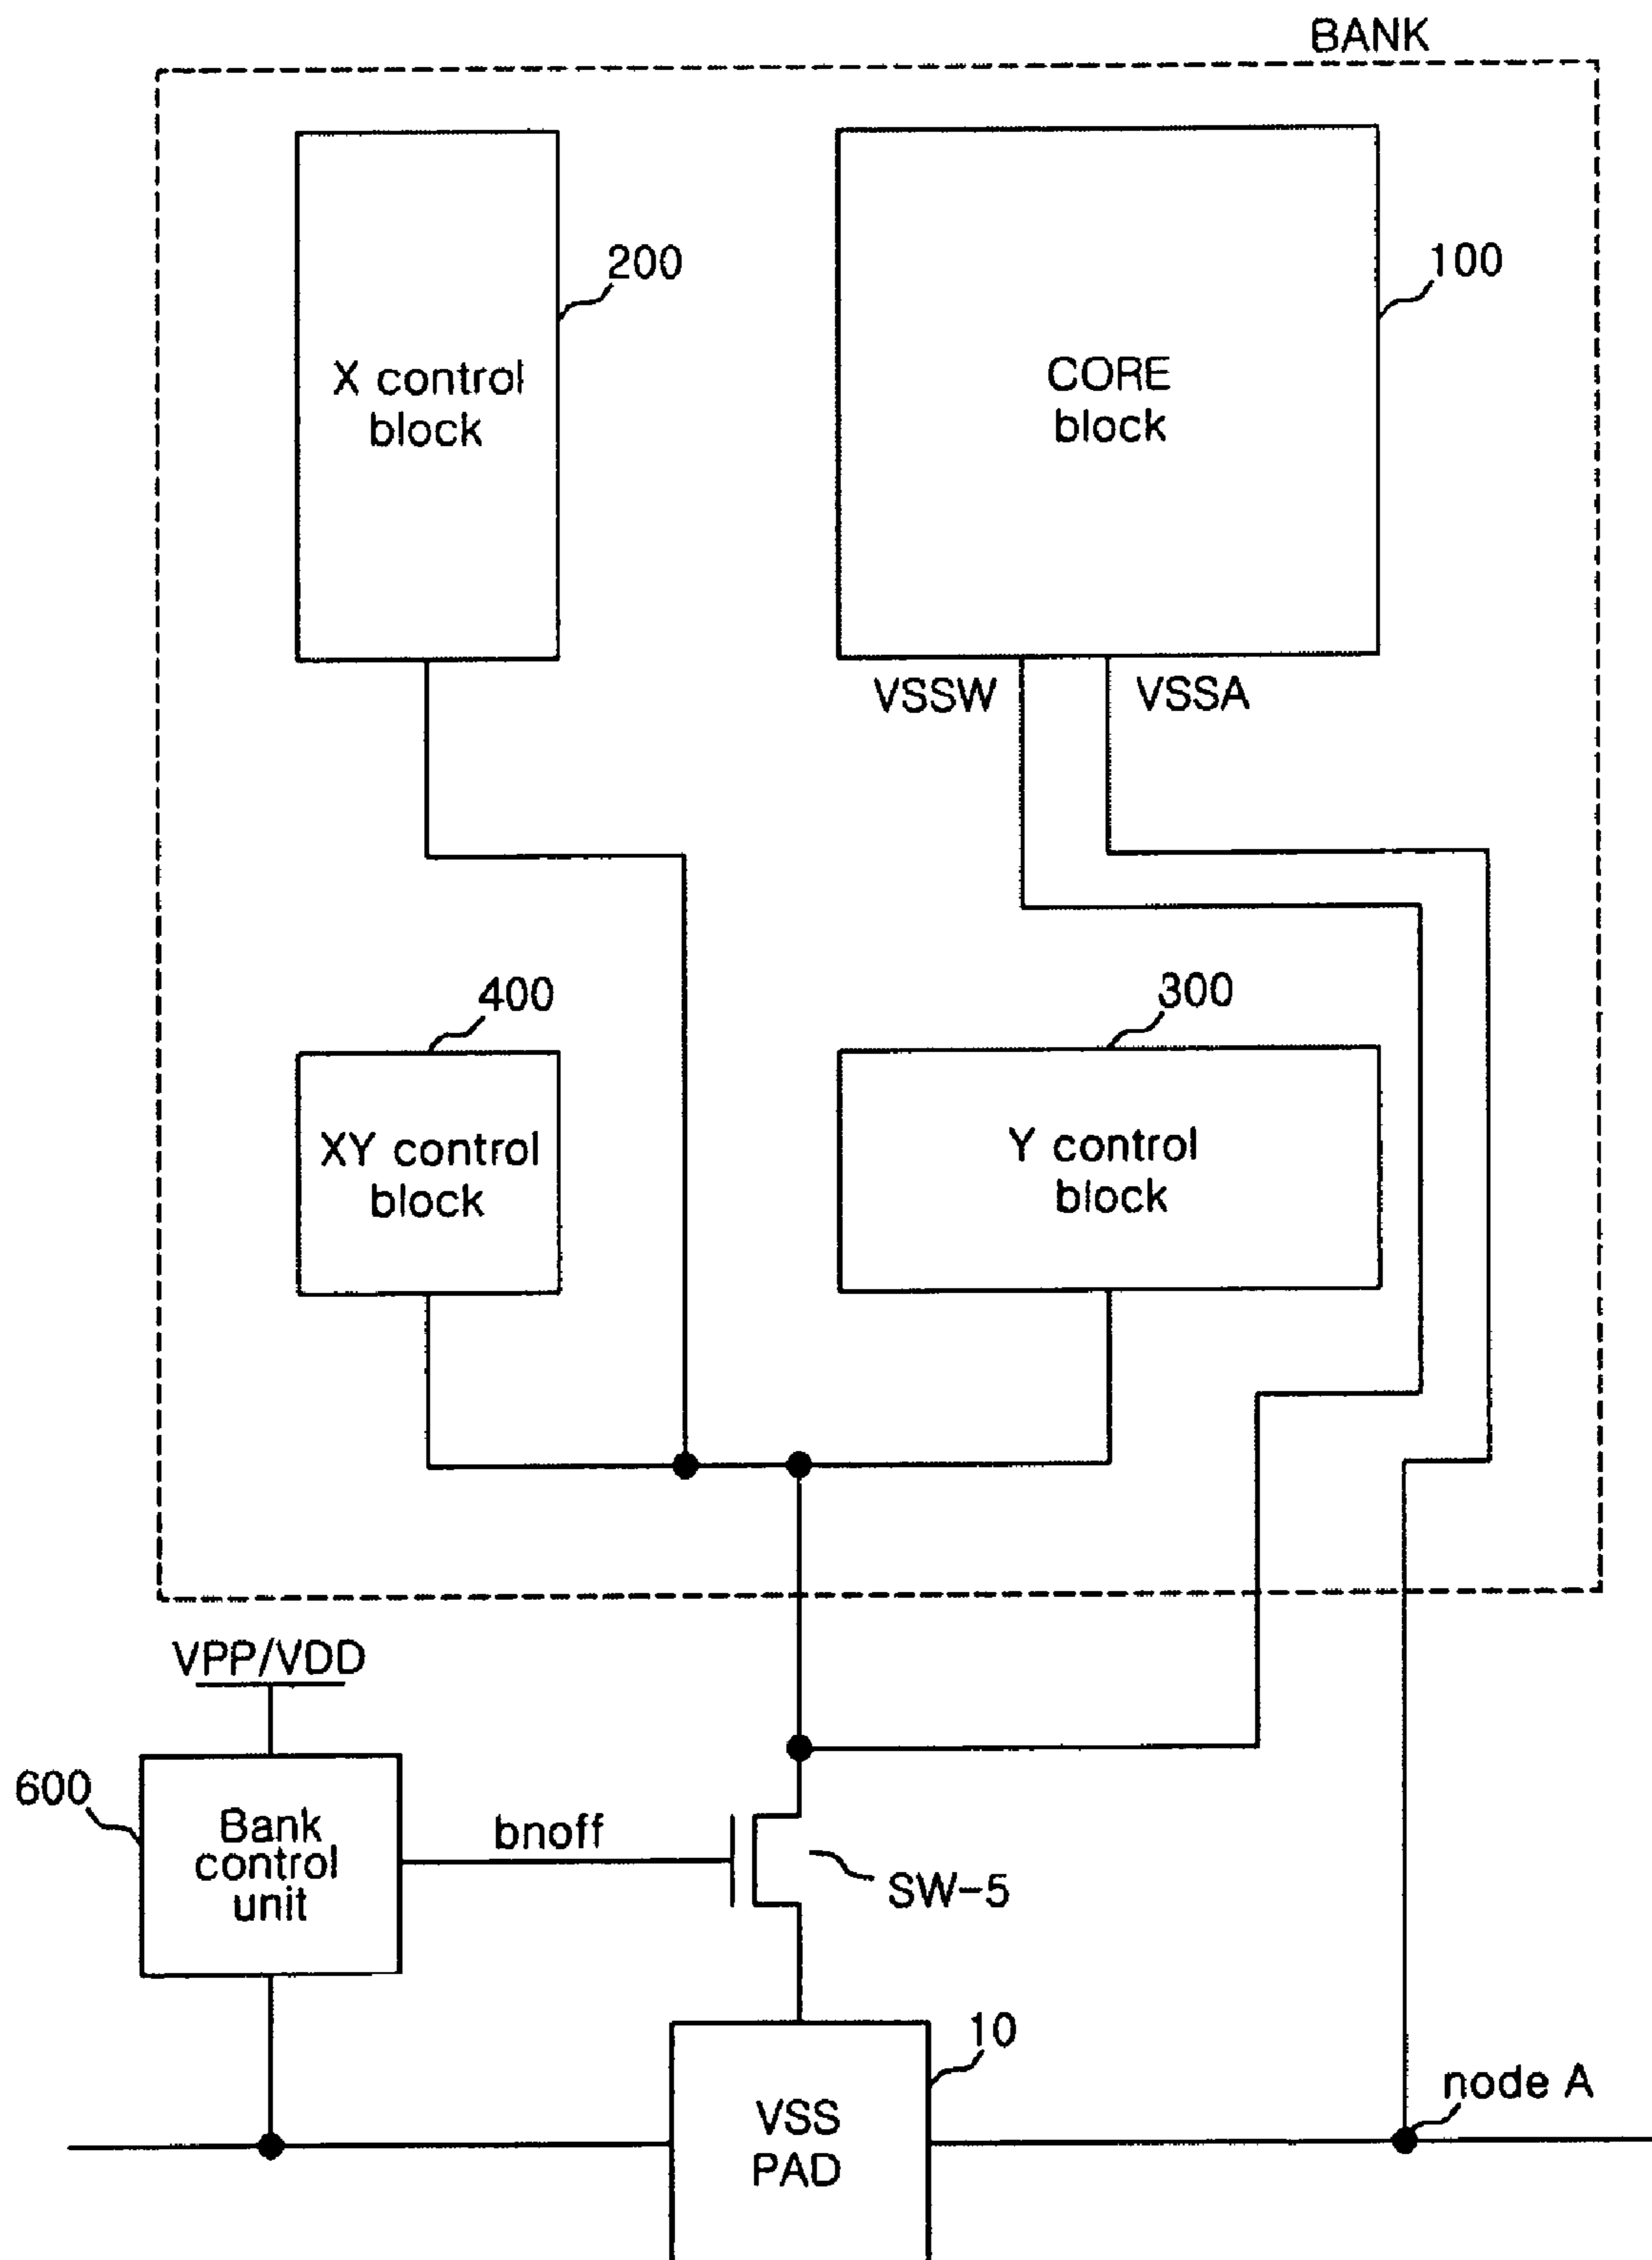 BANK
200
100
X control
block
CORE
block
VSSW
VSSA
400
300
XY control
block
Y control
block
VPP/VDD
600
Bank
control
unit
bnoff
SW-5
10
VSS
PAD
node A